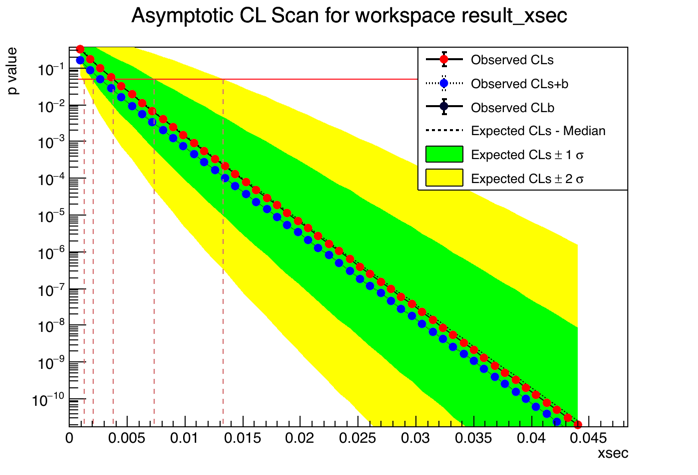 Asymptotic CL Scan for workspace result_xsec
p value
Observed CLs
Observed CLs+b
Observed CLb
Expected CLs - Median
Expected CLs ± 1 σ
Expected CLs ± 2 σ
10⁻¹
10⁻²
10⁻³
10⁻⁴
10⁻⁵
10⁻⁶
10⁻⁷
10⁻⁸
10⁻⁹
10⁻¹⁰
0 0.005 0.01 0.015 0.02 0.025 0.03 0.035 0.04 0.045
xsec